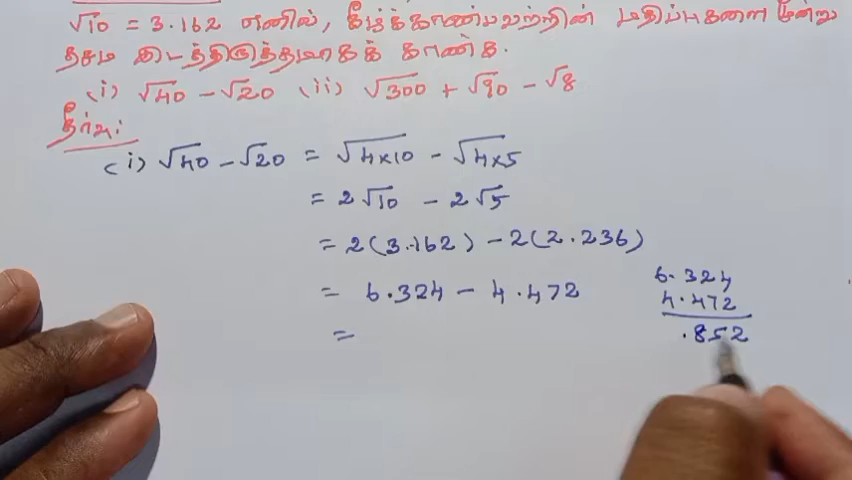 √10 = 3.162 எனில், கீழ்க்காண்பவற்றின் மதிப்புகளை மூன்று
தசம இடத்திருத்தமாகக் காண்க.
(i) √40 - √20 (ii) √300 + √90 - √8
தீர்வு:
(i) √40 - √20 = √4×10 - √4×5
= 2√10 - 2√5
= 2(3.162) - 2(2.236)
= 6.324 - 4.472
=
6.324
4.472
.852